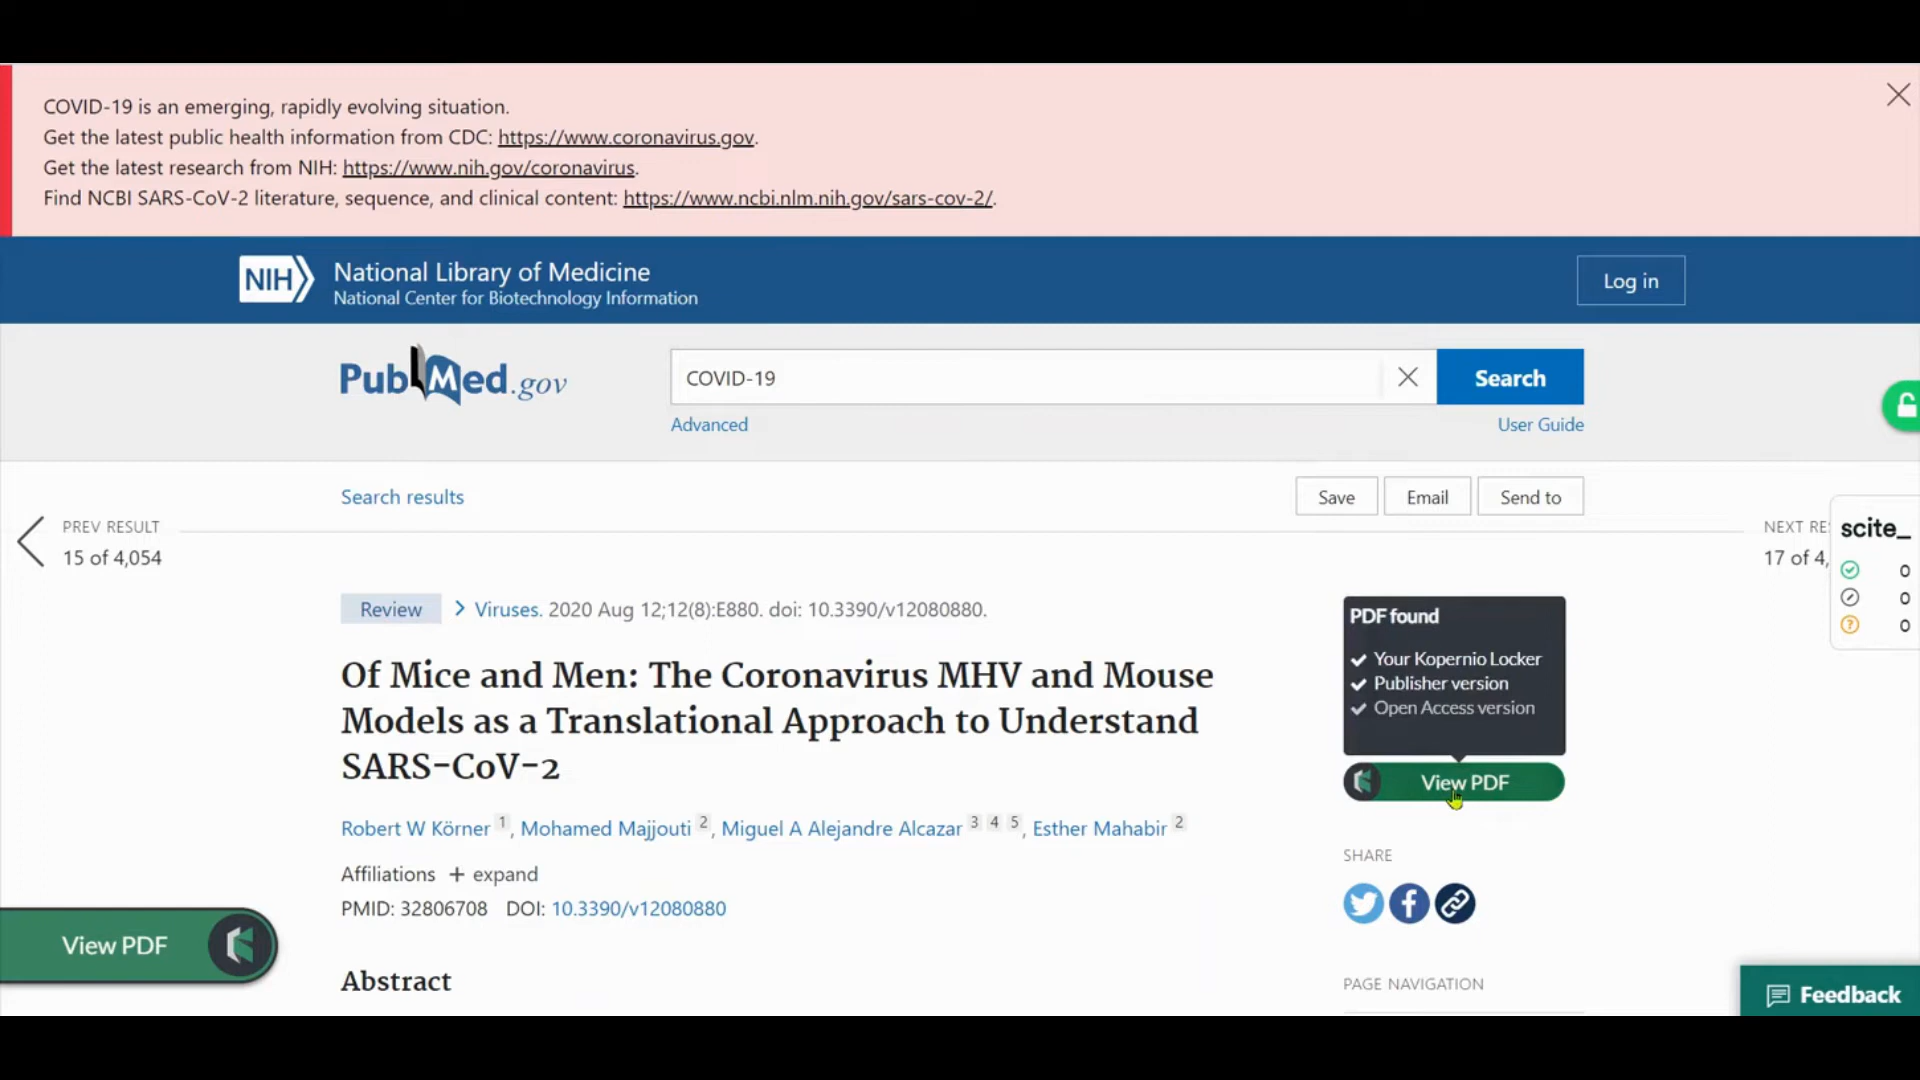 COVID-19 is an emerging, rapidly evolving situation.
Get the latest public health information from CDC: https://www.coronavirus.gov.
Get the latest research from NIH: https://www.nih.gov/coronavirus.
Find NCBI SARS-CoV-2 literature, sequence, and clinical content: https://www.ncbi.nlm.nih.gov/sars-cov-2/.
NIH
National Library of Medicine
National Center for Biotechnology Information
Log in
PubMed.gov
COVID-19
Search
Advanced
User Guide
Search results
Save
Email
Send to
PREV RESULT
15 of 4,054
NEXT RE
17 of 4,
scite_
0
0
0
Review
Viruses. 2020 Aug 12;12(8):E880. doi: 10.3390/v12080880.
Of Mice and Men: The Coronavirus MHV and Mouse
Models as a Translational Approach to Understand
SARS-CoV-2
Robert W Körner 1, Mohamed Majjouti 2, Miguel A Alejandre Alcazar 3 4 5, Esther Mahabir 2
Affiliations + expand
PMID: 32806708 DOI: 10.3390/v12080880
Abstract
PDF found
Your Kopernio Locker
Publisher version
Open Access version
View PDF
SHARE
PAGE NAVIGATION
View PDF
Feedback